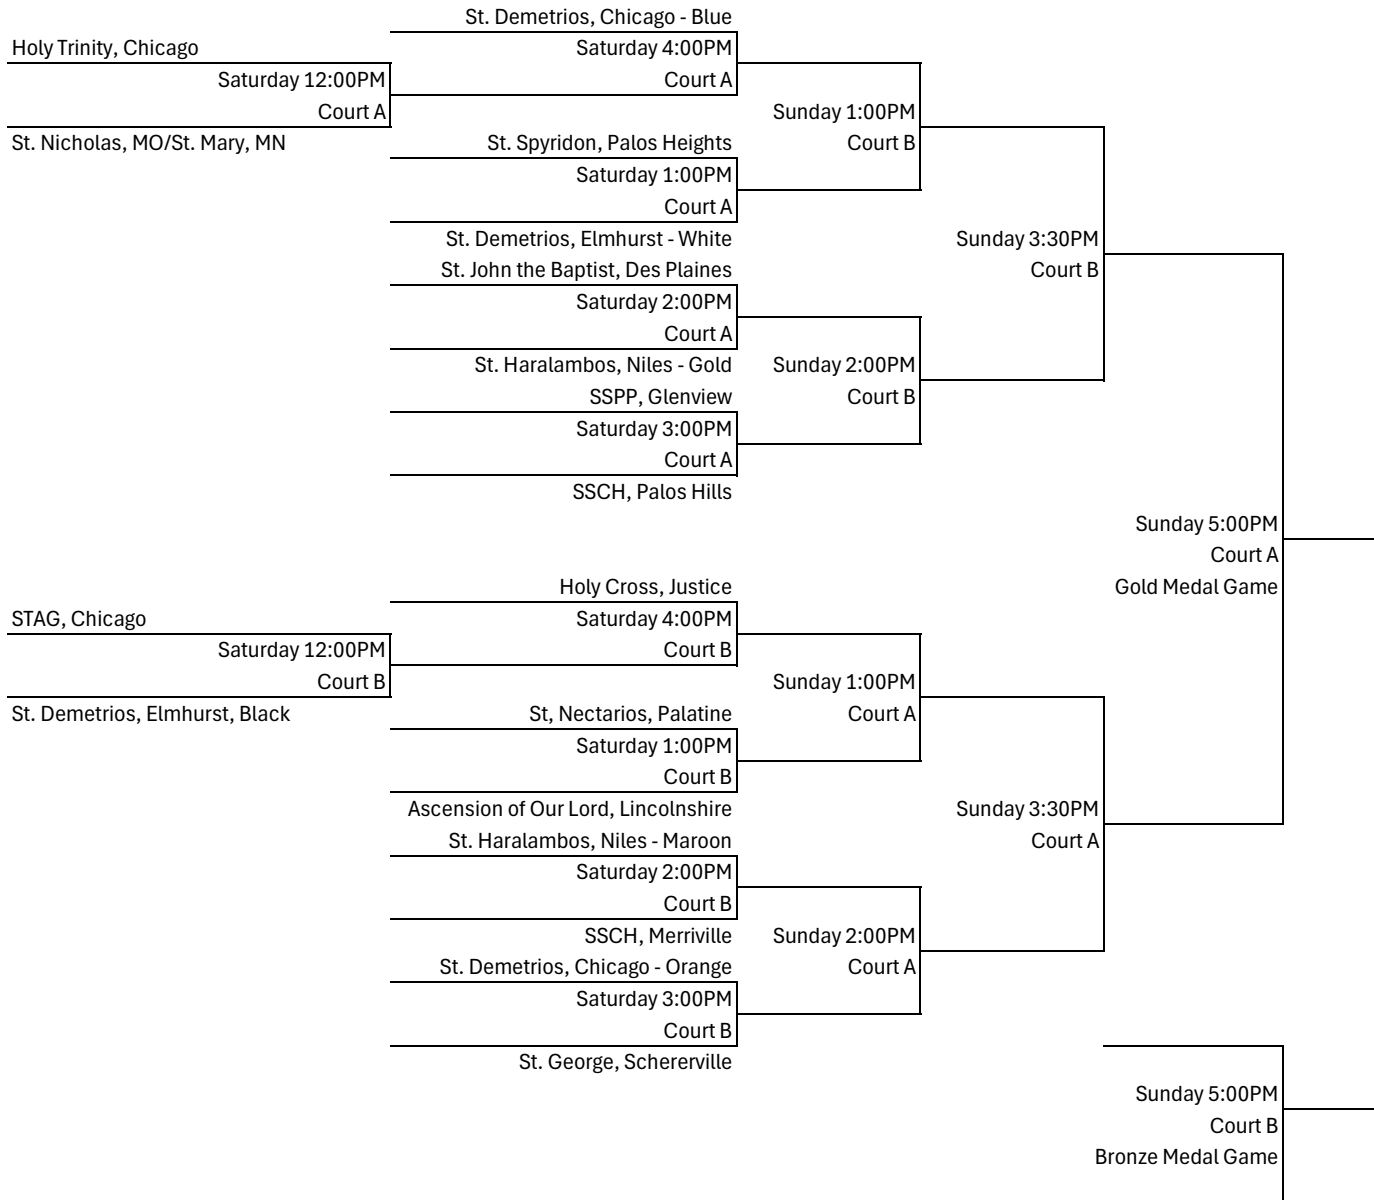 St. Demetrios, Chicago - Blue
Holy Trinity, Chicago
Saturday 4:00PM
Saturday 12:00PM
Court A
Court A
Sunday 1:00PM
St. Nicholas, MO/St. Mary, MN
St. Spyridon, Palos Heights
Court B
Saturday 1:00PM
Court A
St. Demetrios, Elmhurst - White
Sunday 3:30PM
St. John the Baptist, Des Plaines
Court B
Saturday 2:00PM
Court A
St. Haralambos, Niles - Gold
Sunday 2:00PM
SSPP, Glenview
Court B
Saturday 3:00PM
Court A
SSCH, Palos Hills
Sunday 5:00PM
Court A
Gold Medal Game
Holy Cross, Justice
STAG, Chicago
Saturday 4:00PM
Saturday 12:00PM
Court B
Court B
Sunday 1:00PM
St. Demetrios, Elmhurst, Black
St, Nectarios, Palatine
Court A
Saturday 1:00PM
Court B
Ascension of Our Lord, Lincolnshire
Sunday 3:30PM
St. Haralambos, Niles - Maroon
Court A
Saturday 2:00PM
Court B
SSCH, Merriville
Sunday 2:00PM
St. Demetrios, Chicago - Orange
Court A
Saturday 3:00PM
Court B
St. George, Schererville
Sunday 5:00PM
Court B
Bronze Medal Game